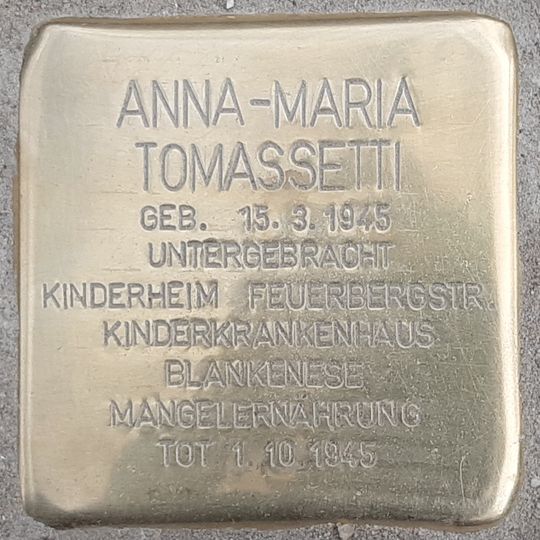 ANNA-MARIA
TOMASSETTI
GEB. 15.3.1945
UNTERGEBRACHT
KINDERHEIM FEUERBERGSTR.
KINDERKRANKENHAUS
BLANKENESE
MANGELERNÄHRUNG
TOT 1.10.1945